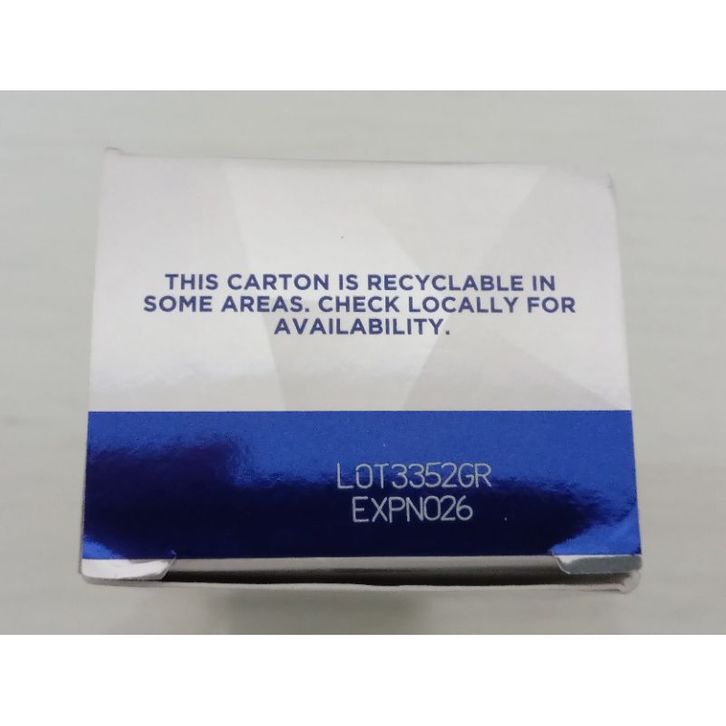 THIS CARTON IS RECYCLABLE IN
SOME AREAS. CHECK LOCALLY FOR
AVAILABILITY.
LOT3352GR
EXPN026